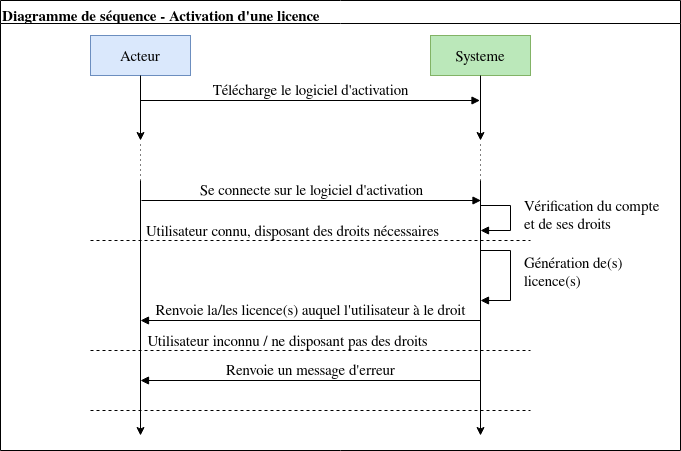 Diagramme de séquence - Activation d'une licence
Acteur
Systeme
Télécharge le logiciel d'activation
Se connecte sur le logiciel d'activation
Vérification du compte
et de ses droits
Utilisateur connu, disposant des droits nécessaires
Génération de(s)
licence(s)
Renvoie la/les licence(s) auquel l'utilisateur à le droit
Utilisateur inconnu / ne disposant pas des droits
Renvoie un message d'erreur